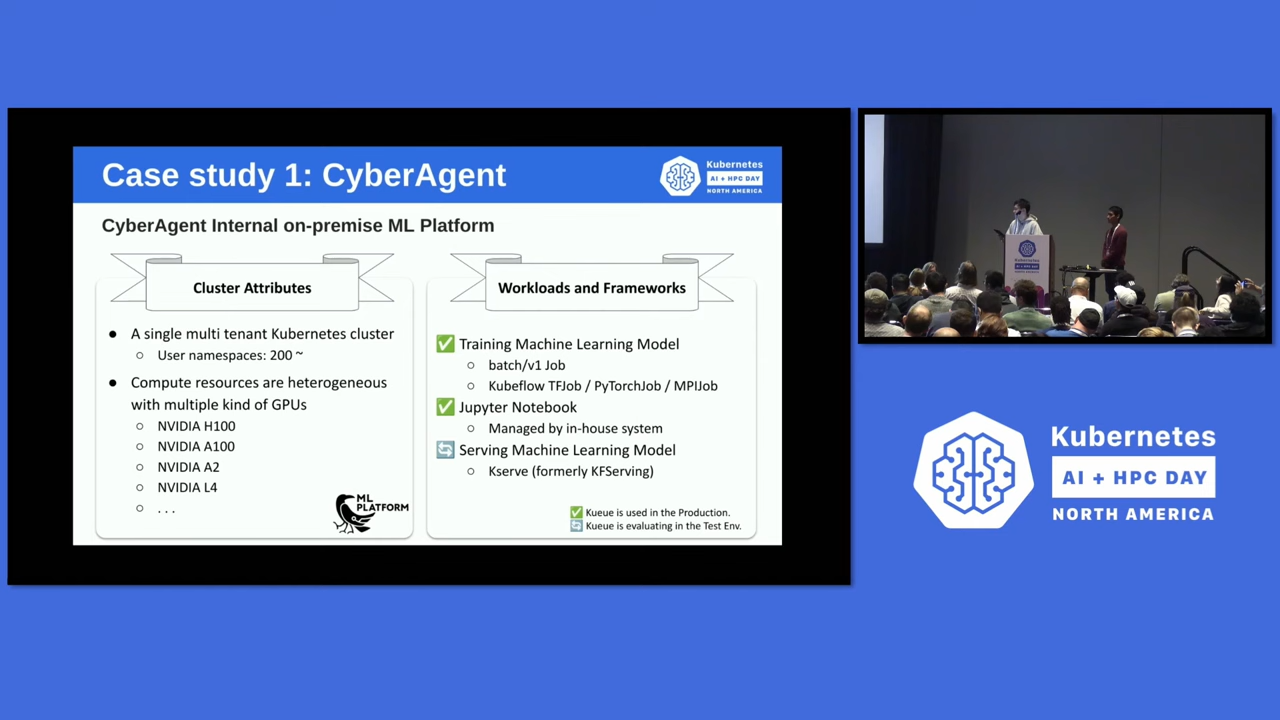 Case study 1: CyberAgent
Kubernetes
AI + HPC DAY
NORTH AMERICA
CyberAgent Internal on-premise ML Platform
Cluster Attributes
● A single multi tenant Kubernetes cluster
○ User namespaces: 200 ~
● Compute resources are heterogeneous
with multiple kind of GPUs
○ NVIDIA H100
○ NVIDIA A100
○ NVIDIA A2
○ NVIDIA L4
○ . . .
ML
PLATFORM
Workloads and Frameworks
✅ Training Machine Learning Model
○ batch/v1 Job
○ Kubeflow TFJob / PyTorchJob / MPIJob
✅ Jupyter Notebook
○ Managed by in-house system
🔄 Serving Machine Learning Model
○ Kserve (formerly KFServing)
✅ Kueue is used in the Production.
🔄 Kueue is evaluating in the Test Env.
Kubernetes
AI + HPC DAY
Kubernetes
AI + HPC DAY
NORTH AMERICA